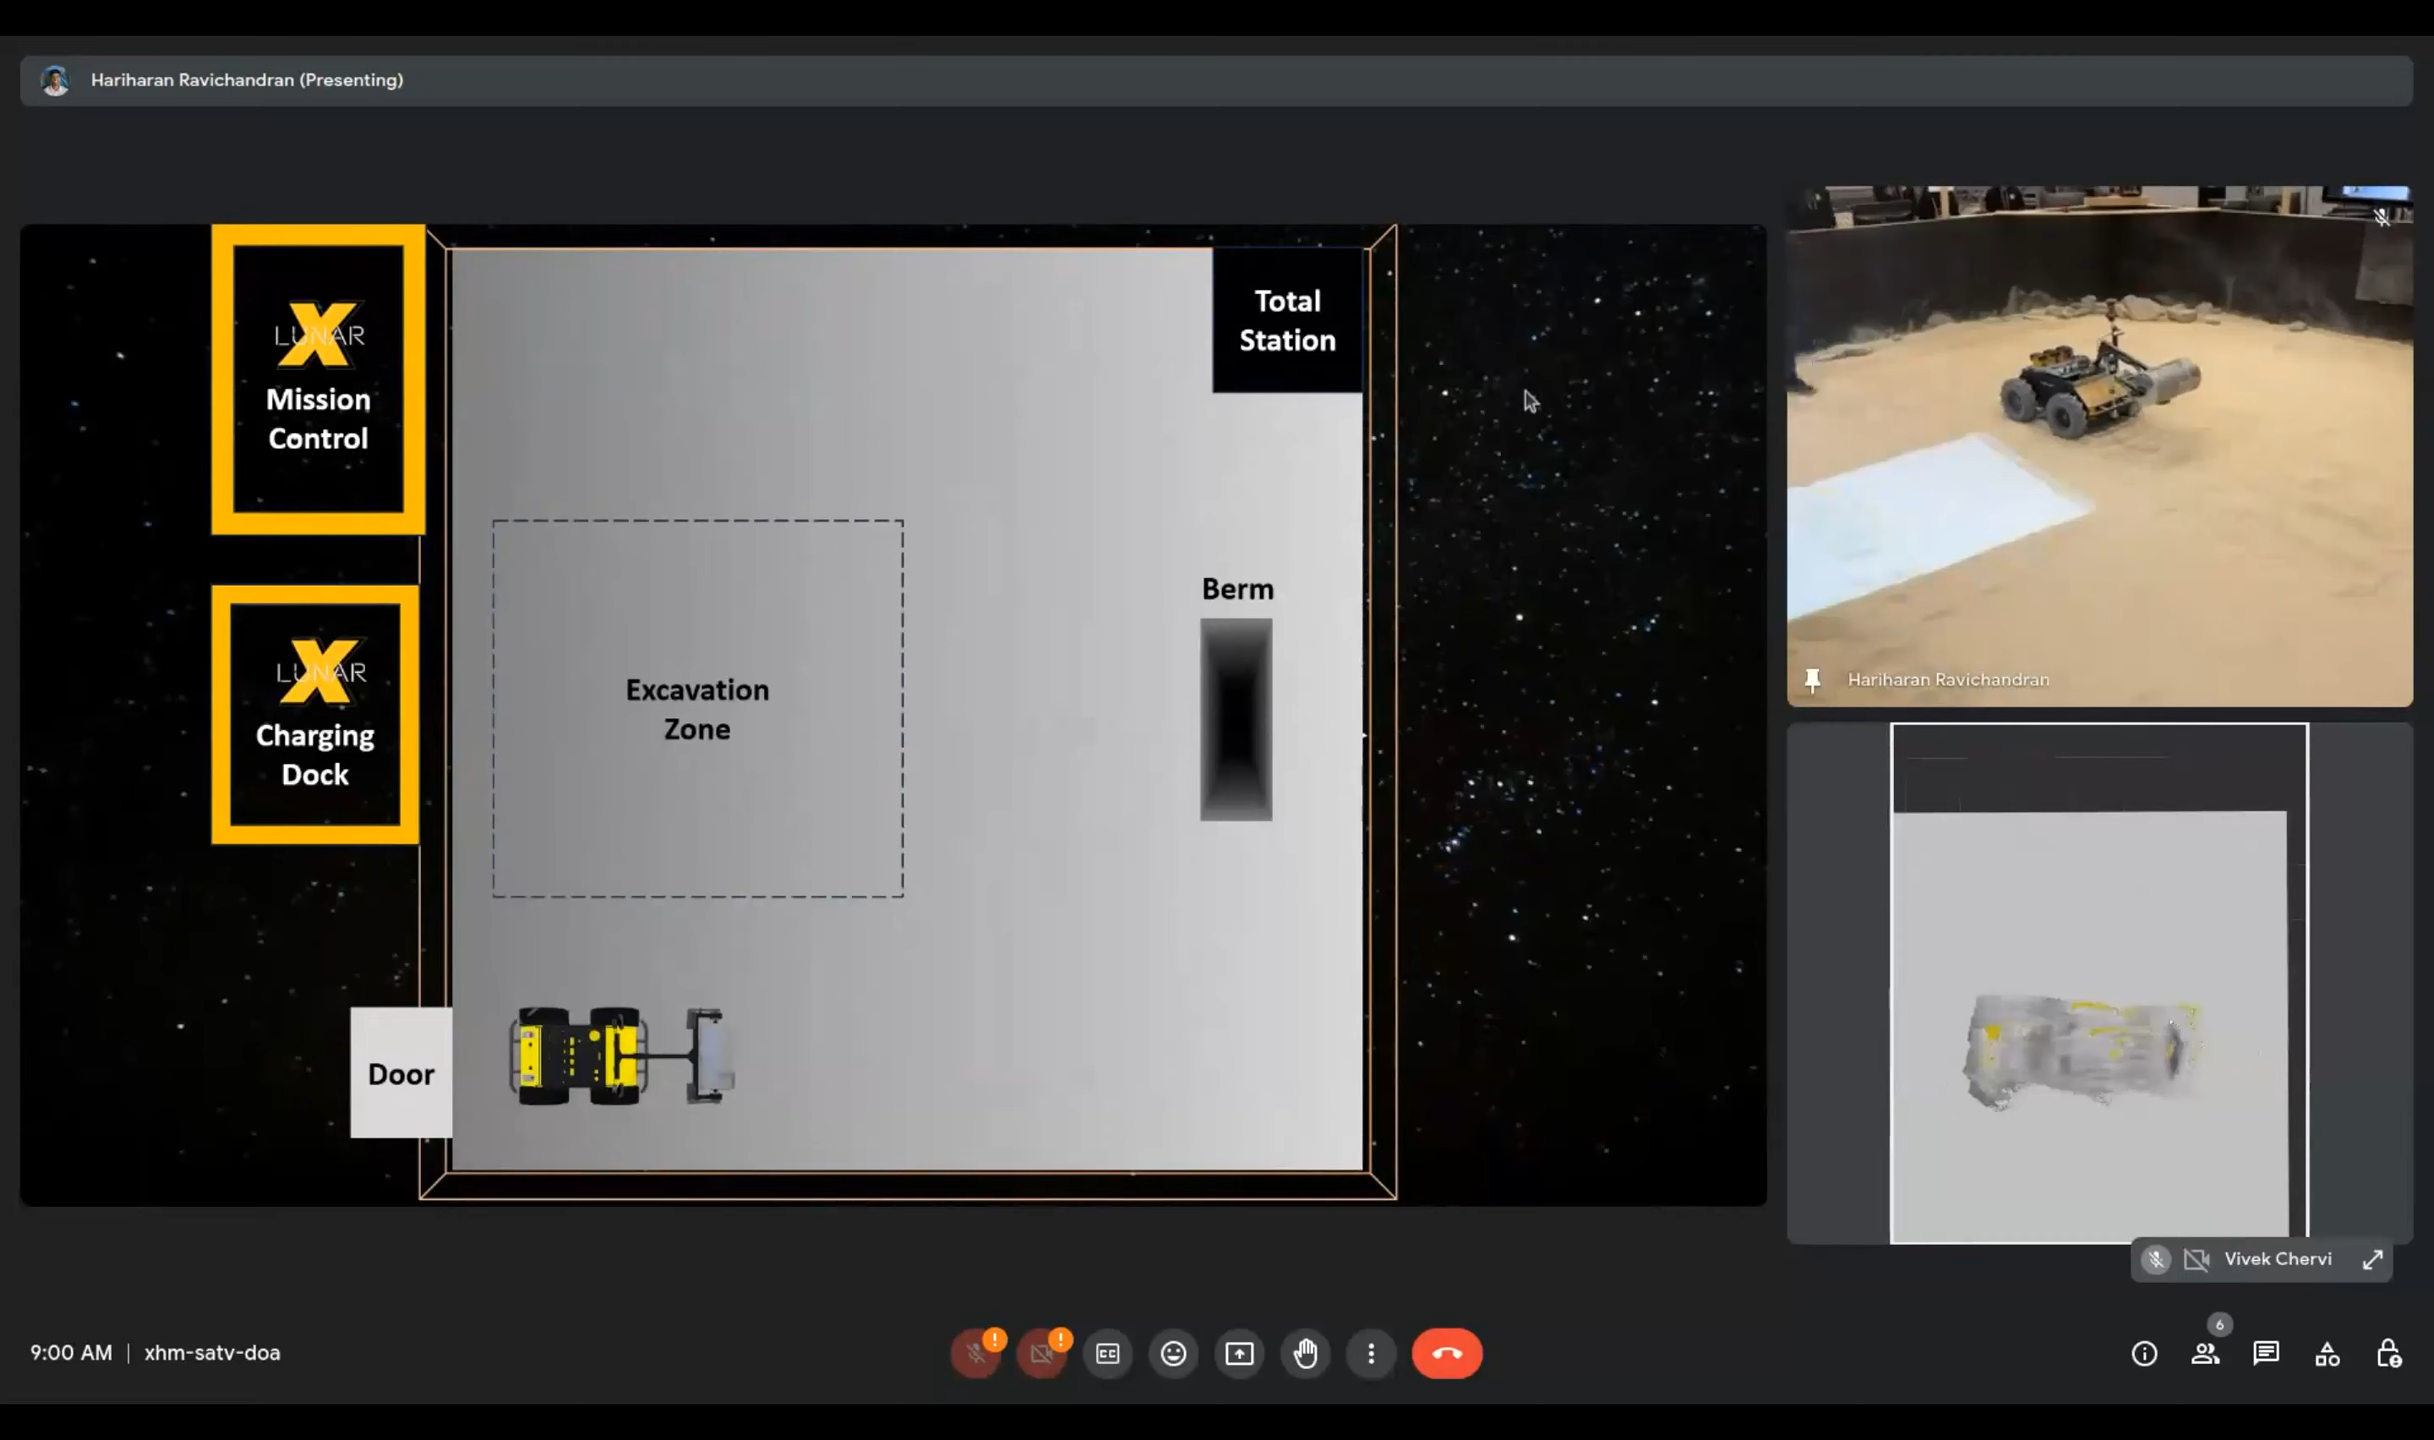 Hariharan Ravichandran (Presenting)
LUNAR
X
Mission
Control
LUNAR
X
Charging
Dock
Door
Excavation
Zone
Berm
Total
Station
Hariharan Ravichandran
Vivek Chervi
9:00 AM | xhm-satv-doa
!
!
CC
6